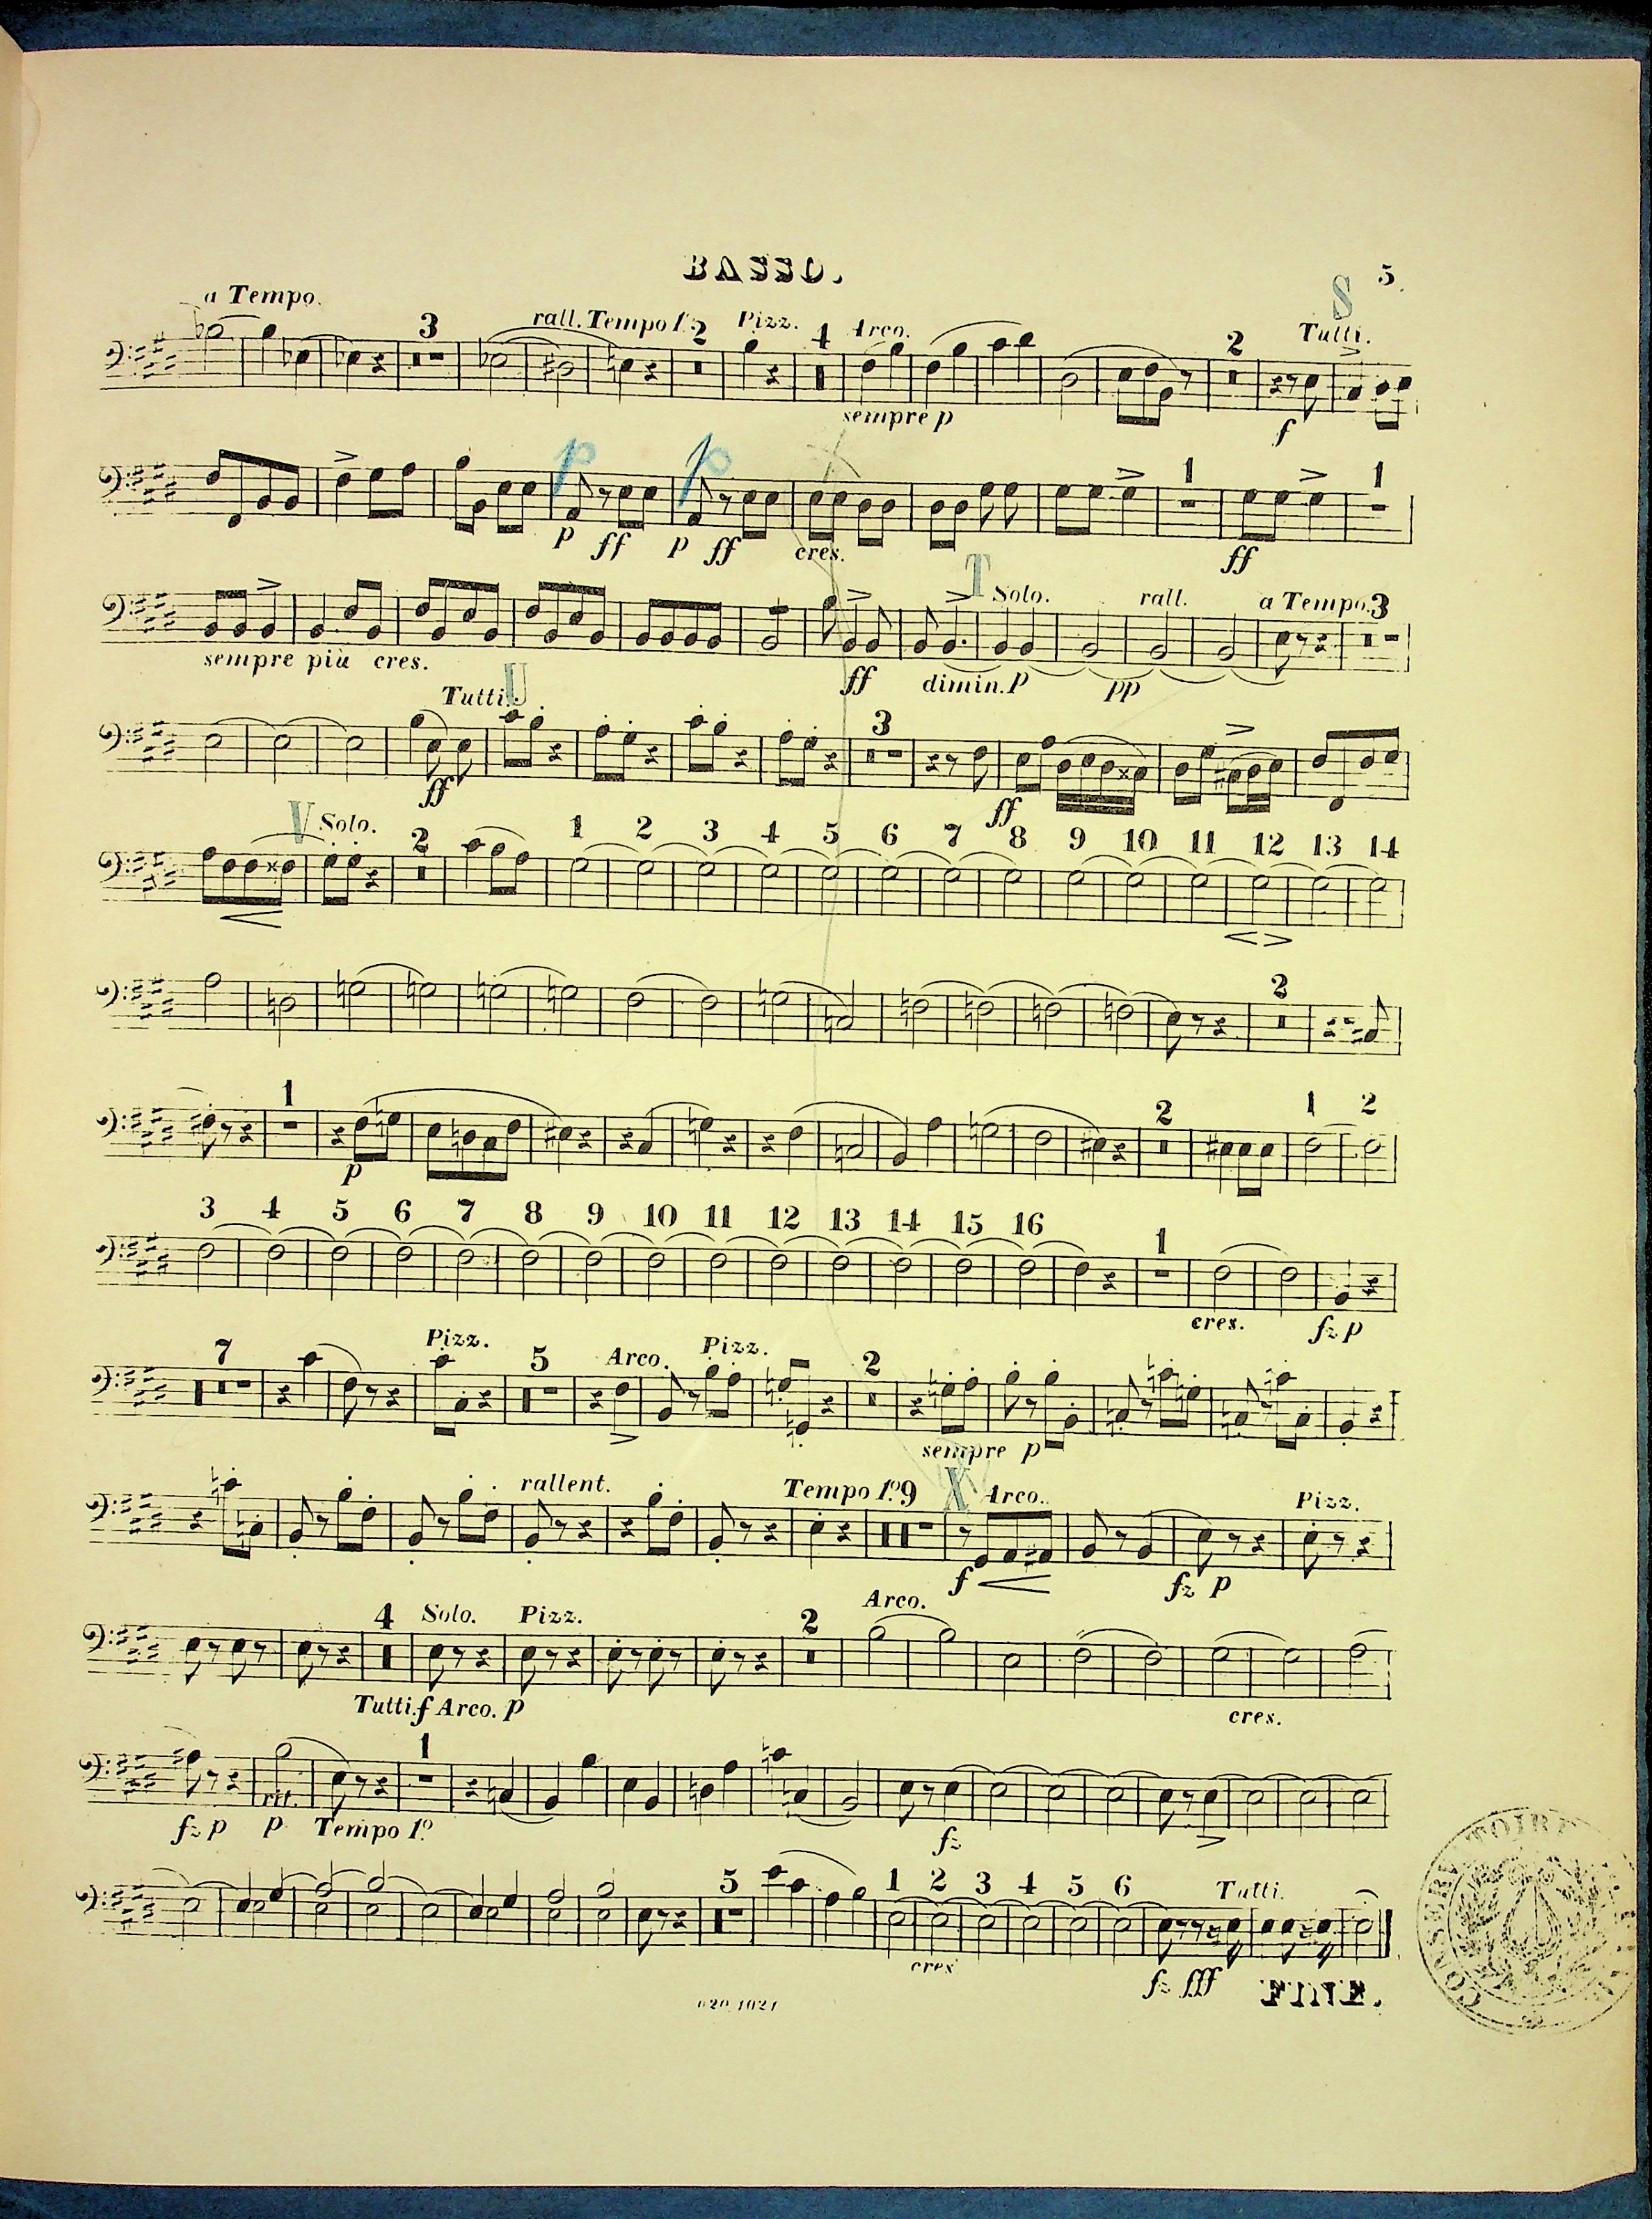 BASSO.
5.
S
a Tempo.
3
rall. Tempo 1.
2
Pizz.
4
Arco.
2
Tutti.
sempre p
f
p
p
1
1
p ff p ff cres. ff
T
Solo. rall. a Tempo. 3
sempre più cres. ff dimin. p pp
U
Tutti.
3
ff ff
V
Solo. 2 1 2 3 4 5 6 7 8 9 10 11 12 13 14
2
1 2 1 2
p
3 4 5 6 7 8 9 10 11 12 13 14 15 16 1
cres. fz p
7 Pizz. 5 Arco. Pizz. 2
sempre p
X
rallent. Tempo 1º. 9 Arco. Pizz.
f fz p
4 Solo. Pizz. 2 Arco.
Tutti. f Arco. p cres.
1
rit.
fz p p Tempo 1º. fz
5 1 2 3 4 5 6 Tutti.
cres fz fff
FINE.
CONSERVATOIRE